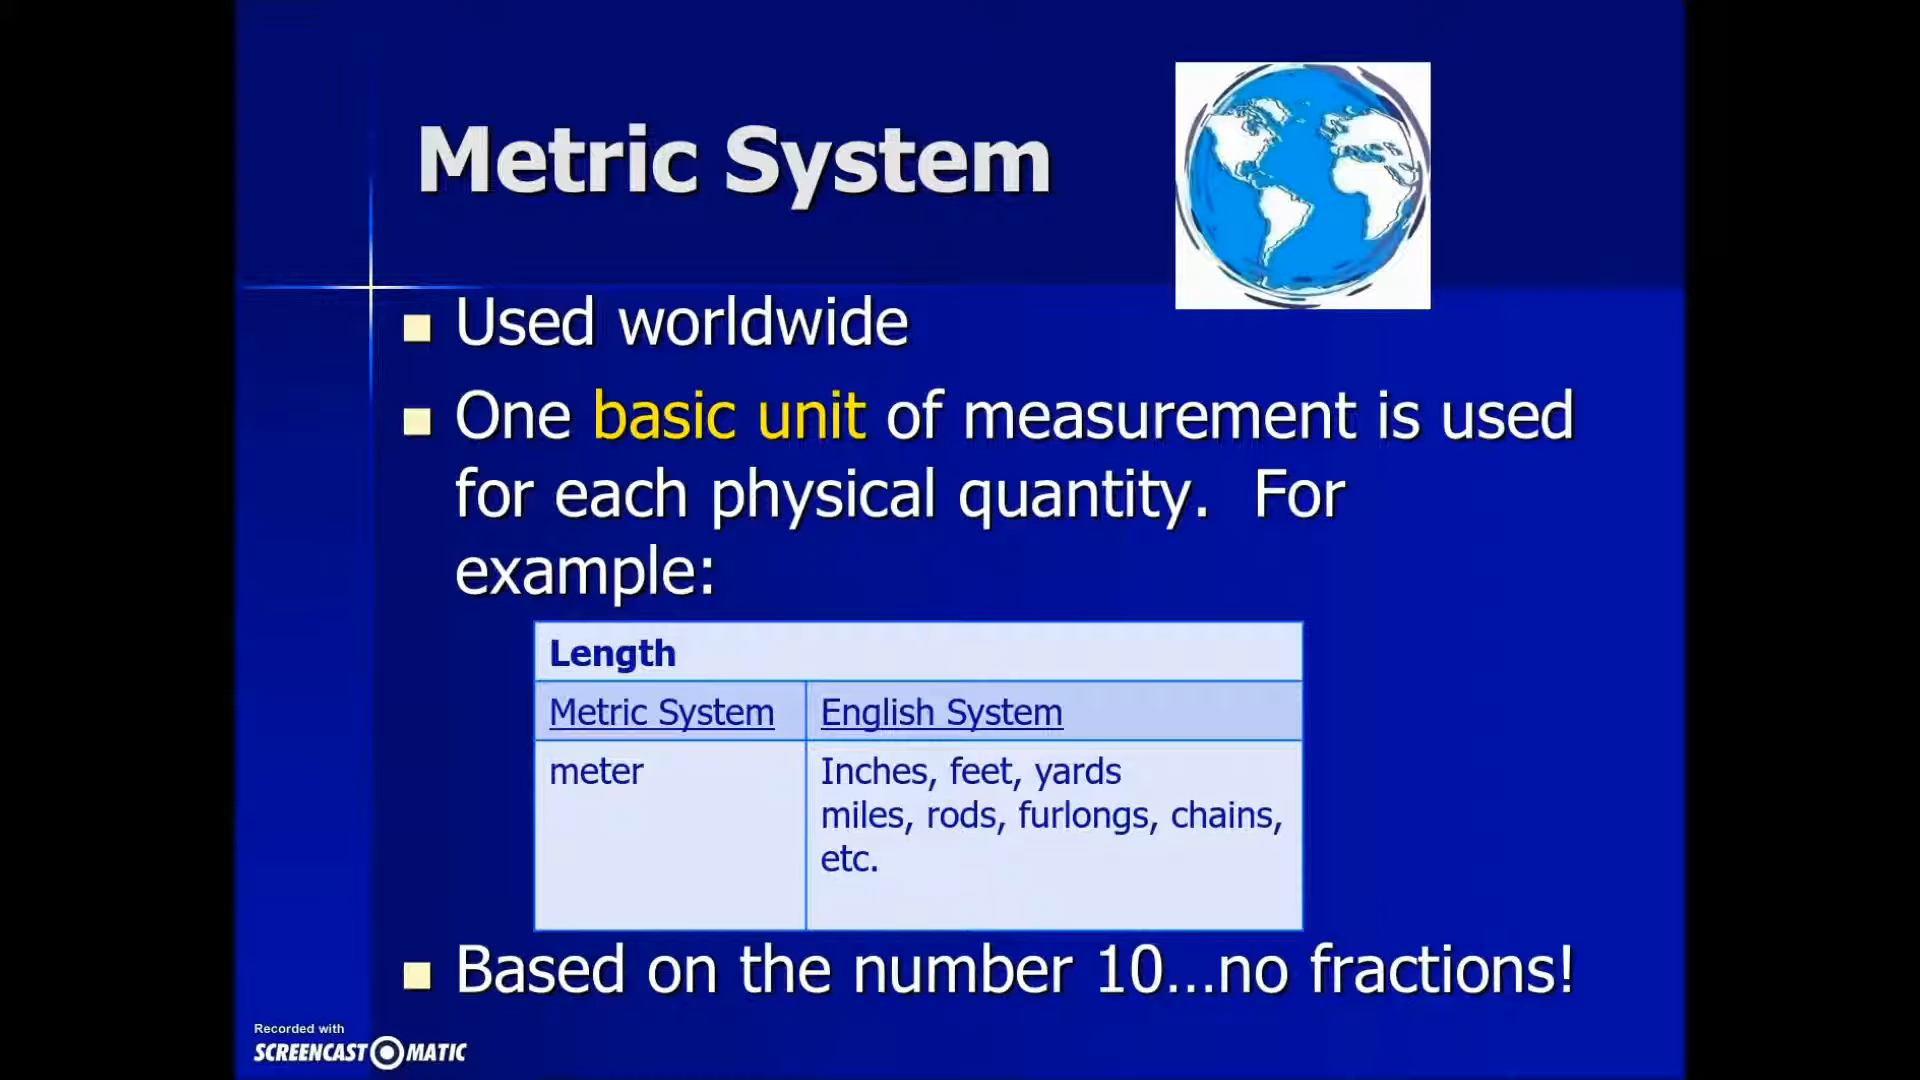 Metric System
Used worldwide
One basic unit of measurement is used
for each physical quantity.  For
example:
Length
Metric System
English System
meter
Inches, feet, yards
miles, rods, furlongs, chains,
etc.
Based on the number 10...no fractions!
Recorded with
SCREENCAST-O-MATIC